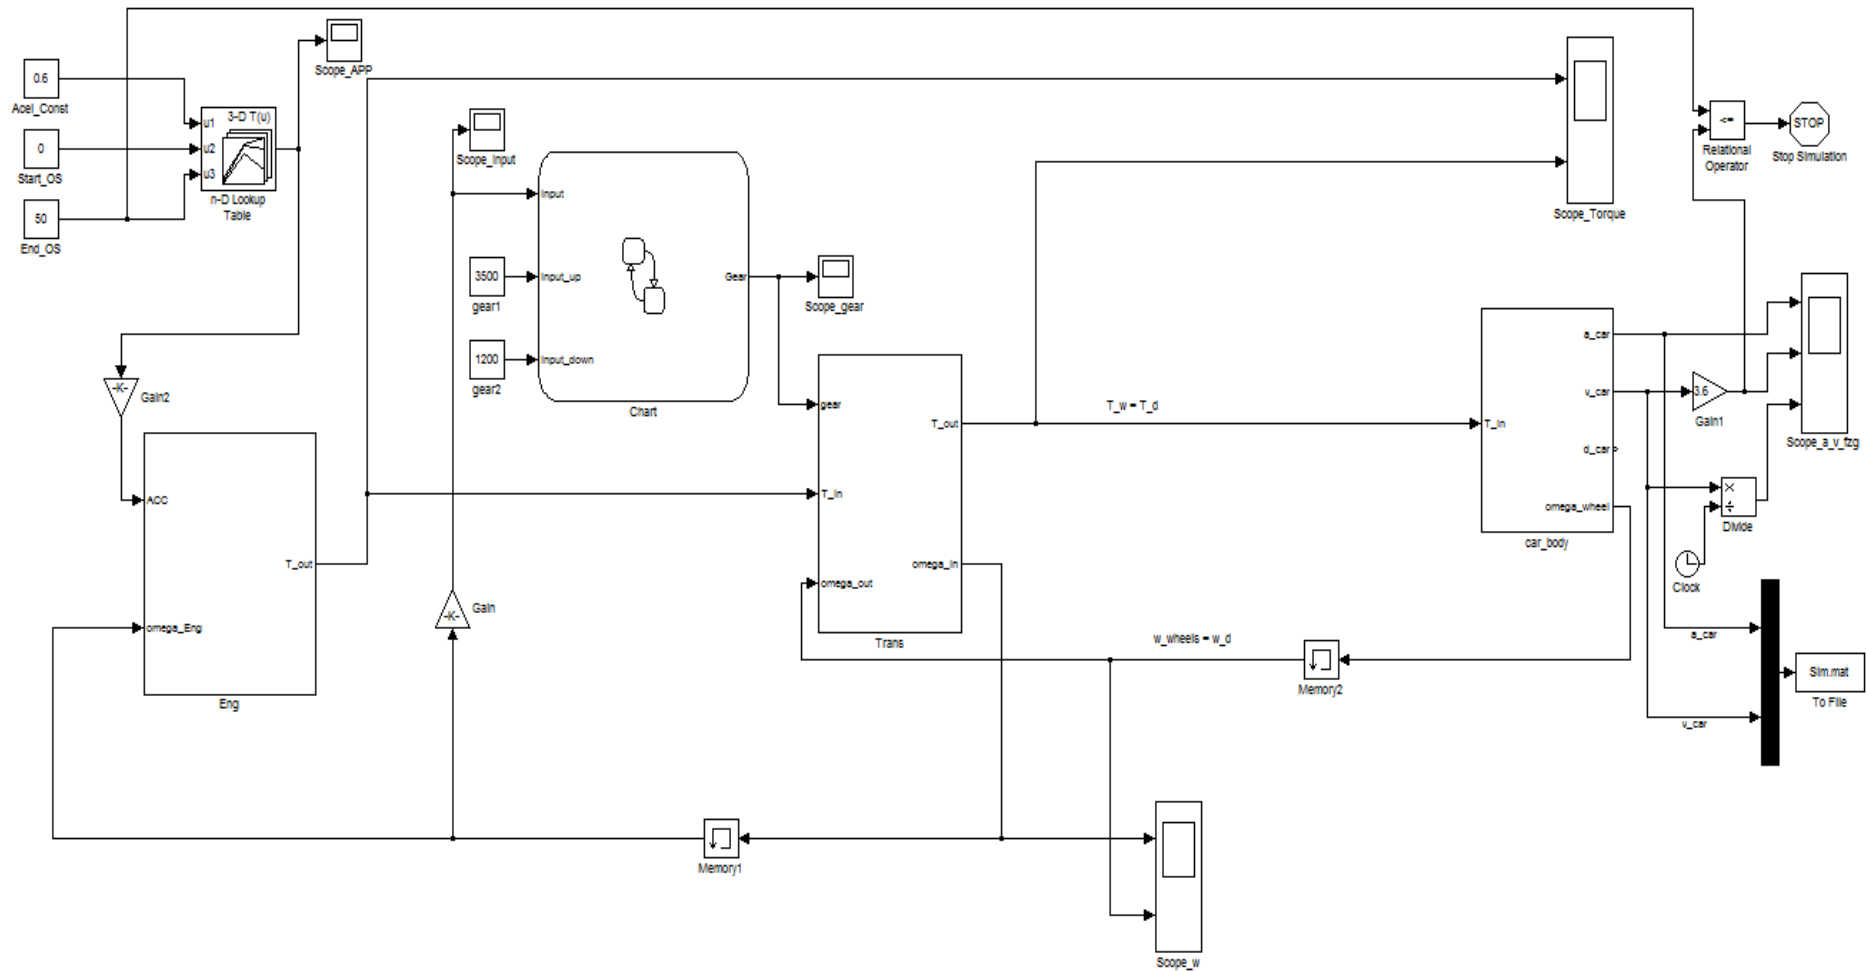 Scope_APP
0.6
Acel_Const
0
Start_OS
50
End_OS
3-D T(u)
u1
u2
u3
n-D Lookup
Table
Scope_Input
Input
3500
Input_up
gear1
1200
Input_down
gear2
Gear
Chart
Scope_gear
Scope_Torque
<=
Relational
Operator
STOP
Stop Simulation
-K-
Gain2
ACC
T_out
omega_Eng
Eng
-K-
Gain
gear
T_in
omega_out
T_out
omega_in
Trans
T_w = T_d
T_in
a_car
v_car
d_car
omega_wheel
car_body
3.6
Gain1
Scope_a_v_fzg
×
÷
Divide
Clock
w_wheels = w_d
Memory2
a_car
v_car
Sim.mat
To File
Memory1
Scope_w